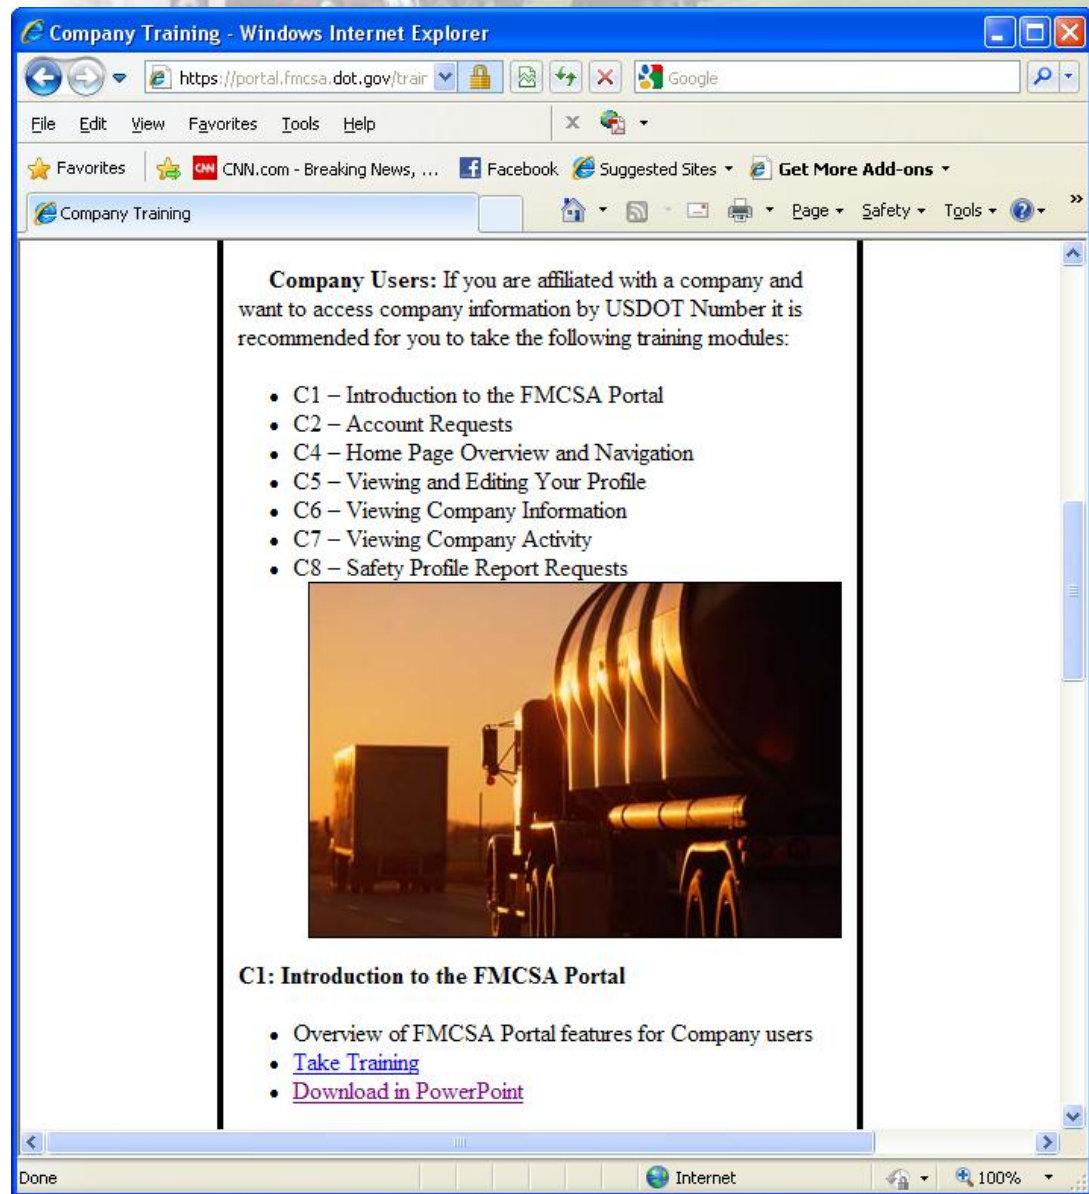 Company Training - Windows Internet Explorer
https://portal.fmcsa.dot.gov/trair
Google
File Edit View Favorites Tools Help
x
Favorites CNN CNN.com - Breaking News, ... Facebook Suggested Sites Get More Add-ons
Company Training Page Safety Tools »
Company Users: If you are affiliated with a company and
want to access company information by USDOT Number it is
recommended for you to take the following training modules:
• C1 – Introduction to the FMCSA Portal
• C2 – Account Requests
• C4 – Home Page Overview and Navigation
• C5 – Viewing and Editing Your Profile
• C6 – Viewing Company Information
• C7 – Viewing Company Activity
• C8 – Safety Profile Report Requests
C1: Introduction to the FMCSA Portal
• Overview of FMCSA Portal features for Company users
• Take Training
• Download in PowerPoint
Done Internet 100%